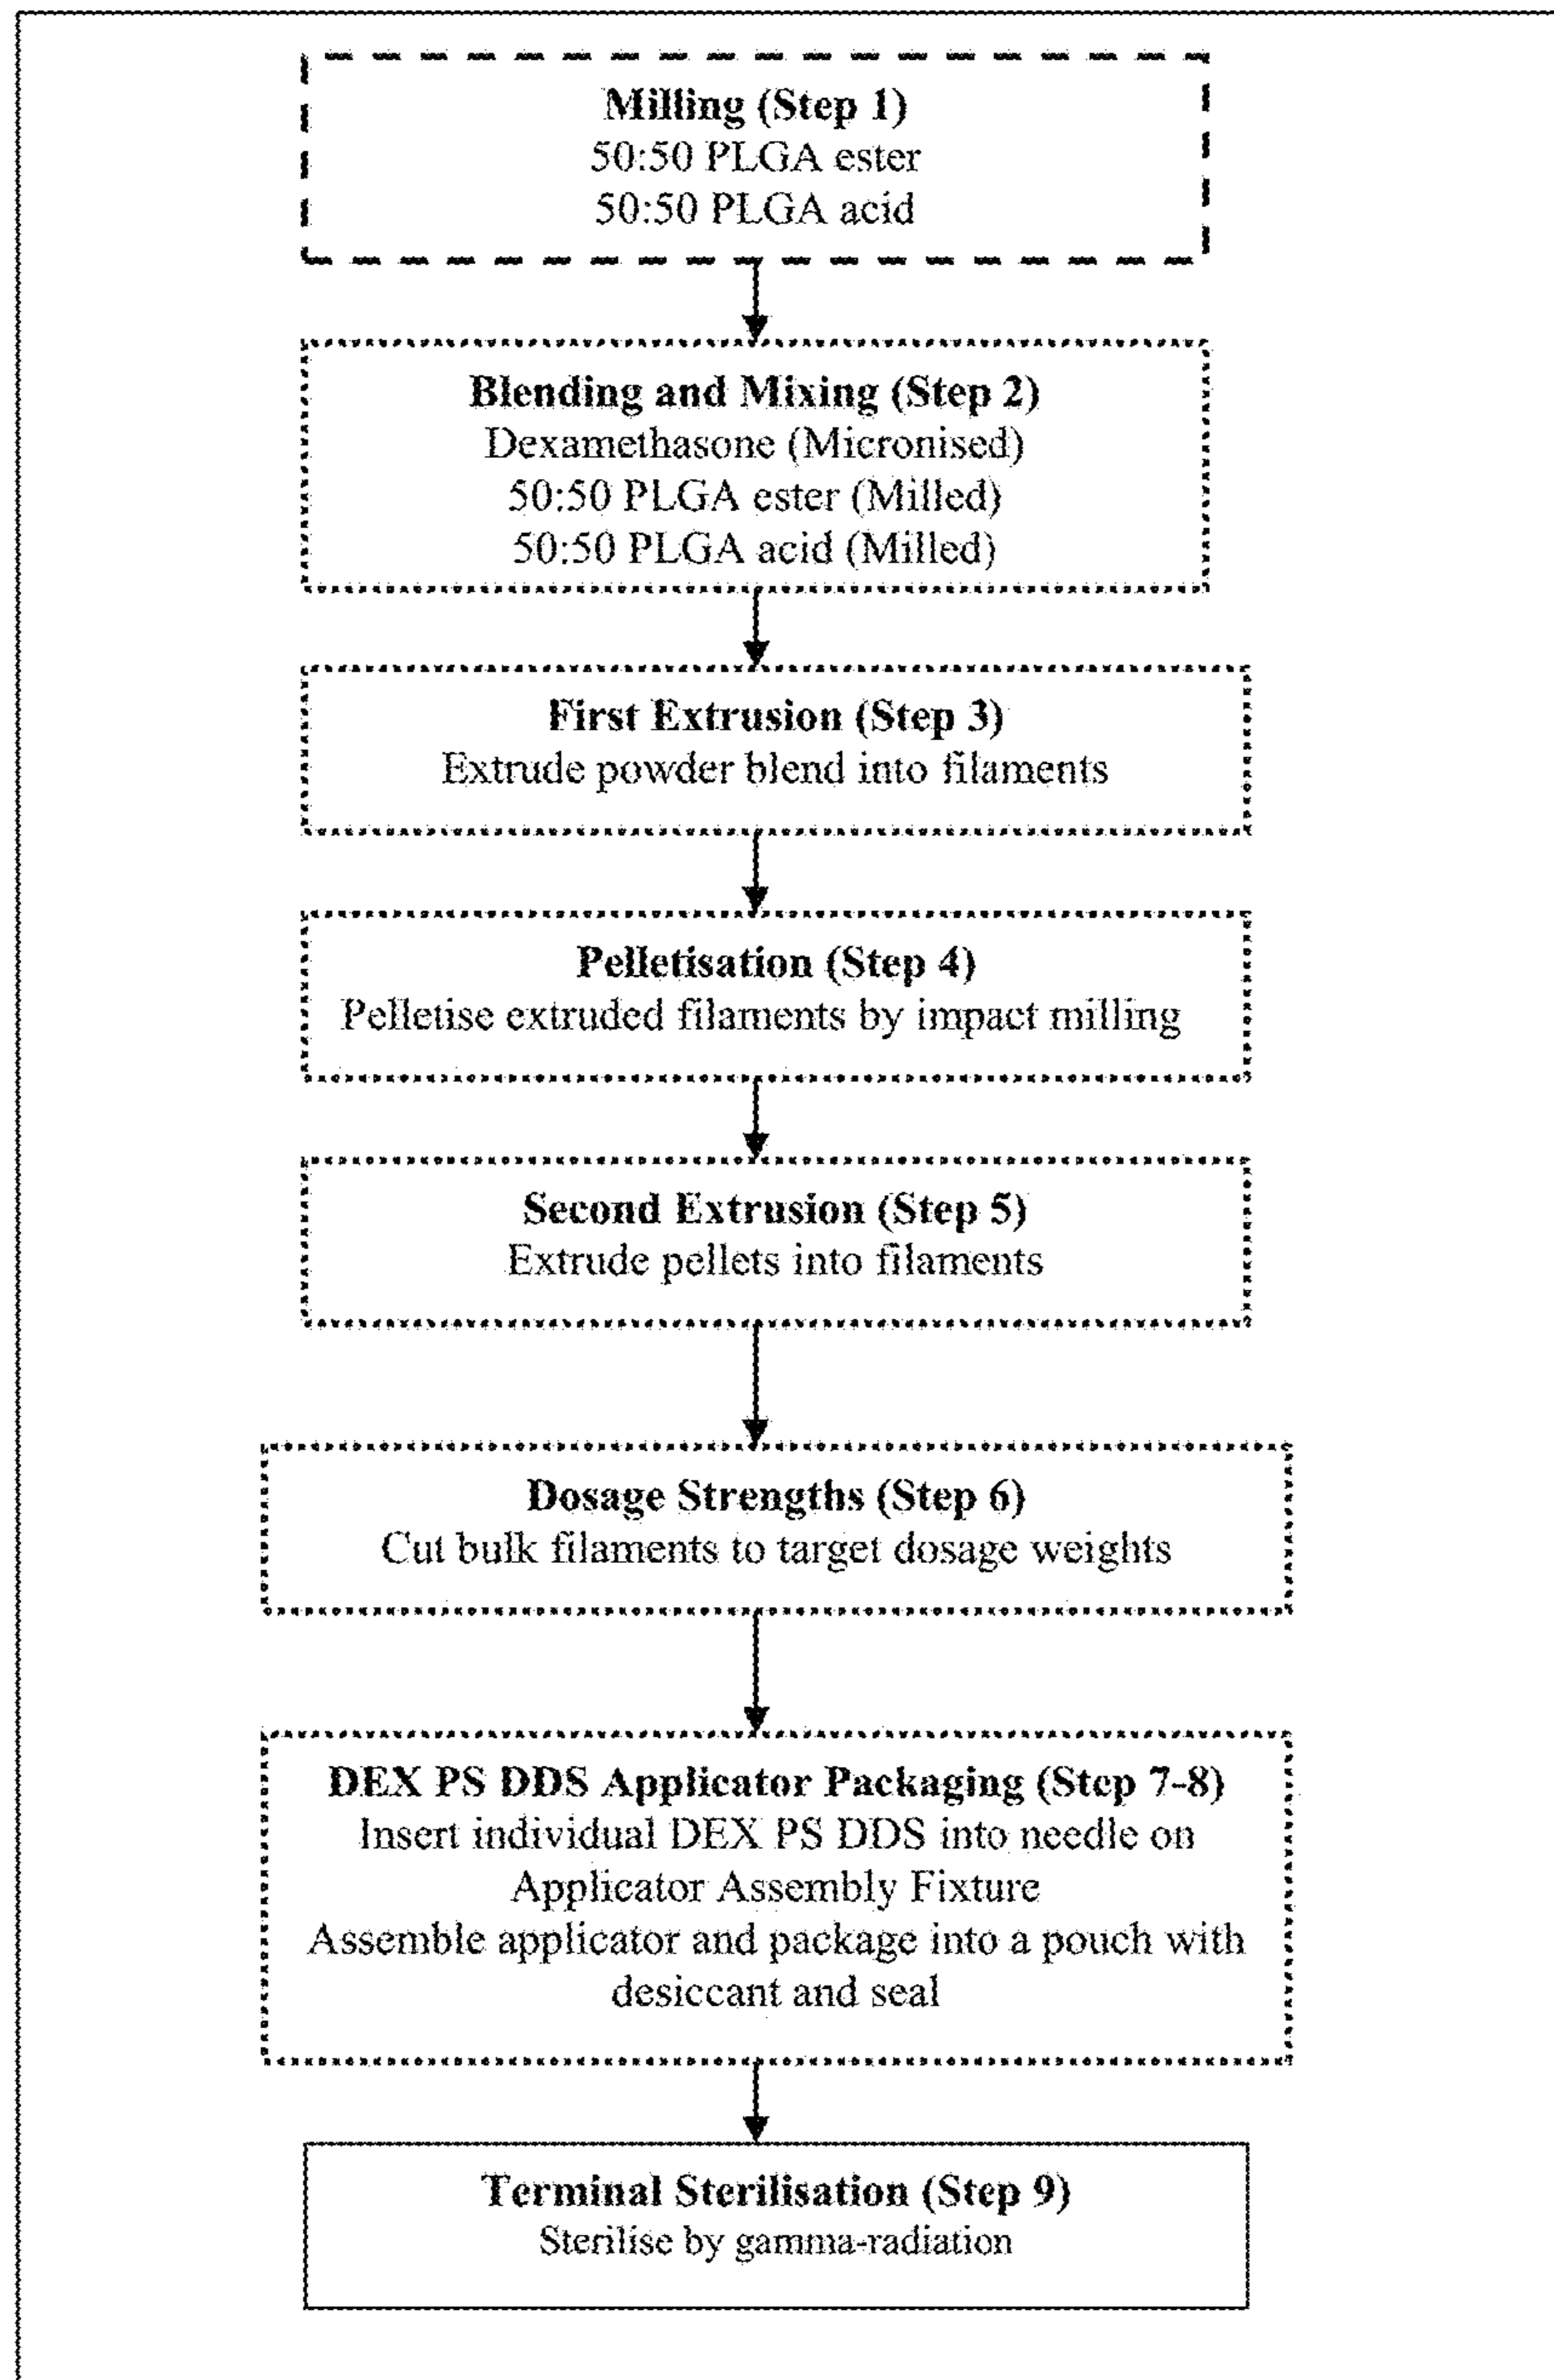 Milling (Step 1)
50:50 PLGA ester
50:50 PLGA acid
Blending and Mixing (Step 2)
Dexamethasone (Micronised)
50:50 PLGA ester (Milled)
50:50 PLGA acid (Milled)
First Extrusion (Step 3)
Extrude powder blend into filaments
Pelletisation (Step 4)
Pelletise extruded filaments by impact milling
Second Extrusion (Step 5)
Extrude pellets into filaments
Dosage Strengths (Step 6)
Cut bulk filaments to target dosage weights
DEX PS DDS Applicator Packaging (Step 7-8)
Insert individual DEX PS DDS into needle on
Applicator Assembly Fixture
Assemble applicator and package into a pouch with
desiccant and seal
Terminal Sterilisation (Step 9)
Sterilise by gamma-radiation